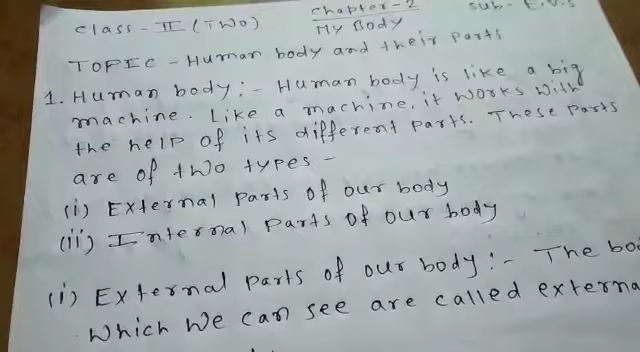 Class - II (TWO) Chapter-2 Sub- E.V.S
My Body
TOPIC - Human body and their parts
1. Human body :- Human body is like a big
machine. Like a machine, it works with
the help of its different parts. These parts
are of two types -
(i) External parts of our body
(ii) Internal parts of our body
(i) External parts of our body :- The bo
which we can see are called externa